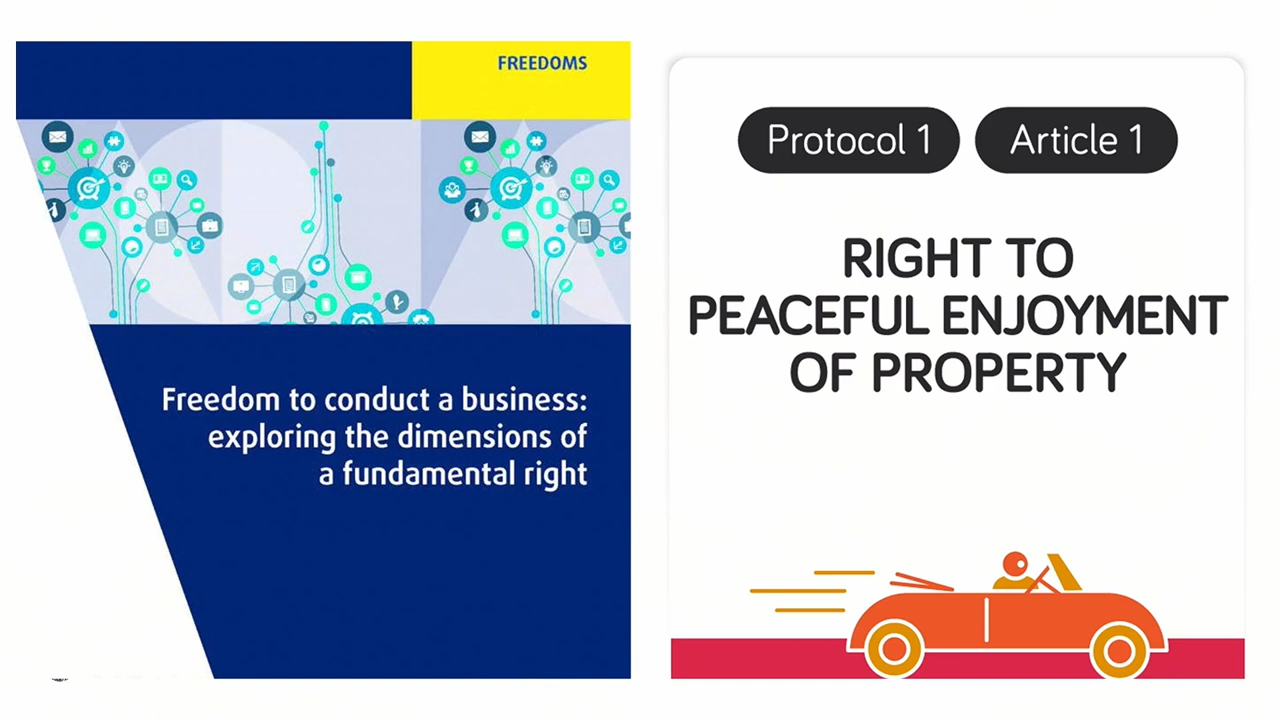 FREEDOMS
Freedom to conduct a business:
exploring the dimensions of
a fundamental right
Protocol 1
Article 1
RIGHT TO
PEACEFUL ENJOYMENT
OF PROPERTY